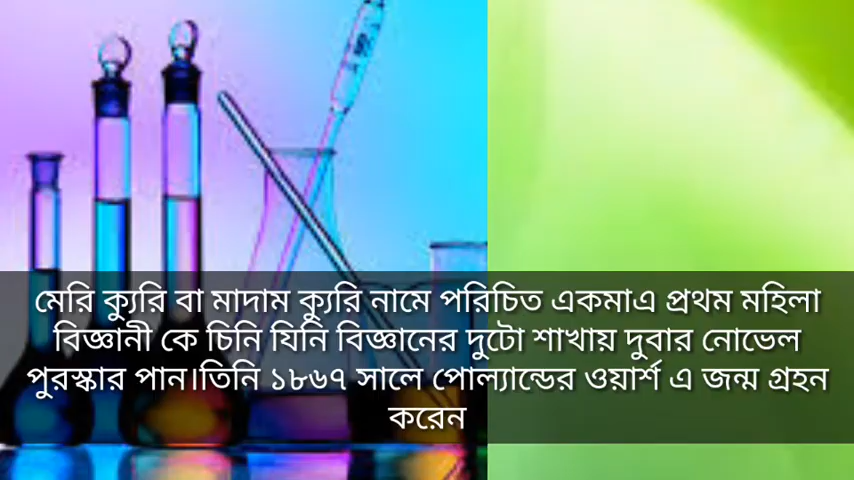 মেরি ক্যুরি বা মাদাম ক্যুরি নামে পরিচিত একমাএ প্রথম মহিলা
বিজ্ঞানী কে চিনি যিনি বিজ্ঞানের দুটো শাখায় দুবার নোভেল
পুরস্কার পান।তিনি ১৮৬৭ সালে পোল্যান্ডের ওয়ার্শ এ জন্ম গ্রহন
করেন